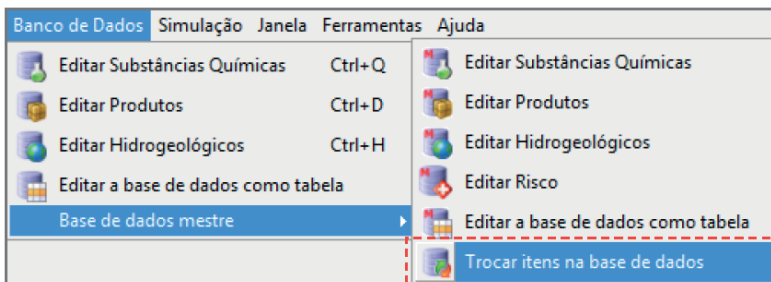 Banco de Dados Simulação Janela Ferramentas Ajuda
Editar Substâncias Químicas Ctrl+Q
Editar Produtos Ctrl+D
Editar Hidrogeológicos Ctrl+H
Editar a base de dados como tabela
Base de dados mestre
Editar Substâncias Químicas
Editar Produtos
Editar Hidrogeológicos
Editar Risco
Editar a base de dados como tabela
Trocar itens na base de dados